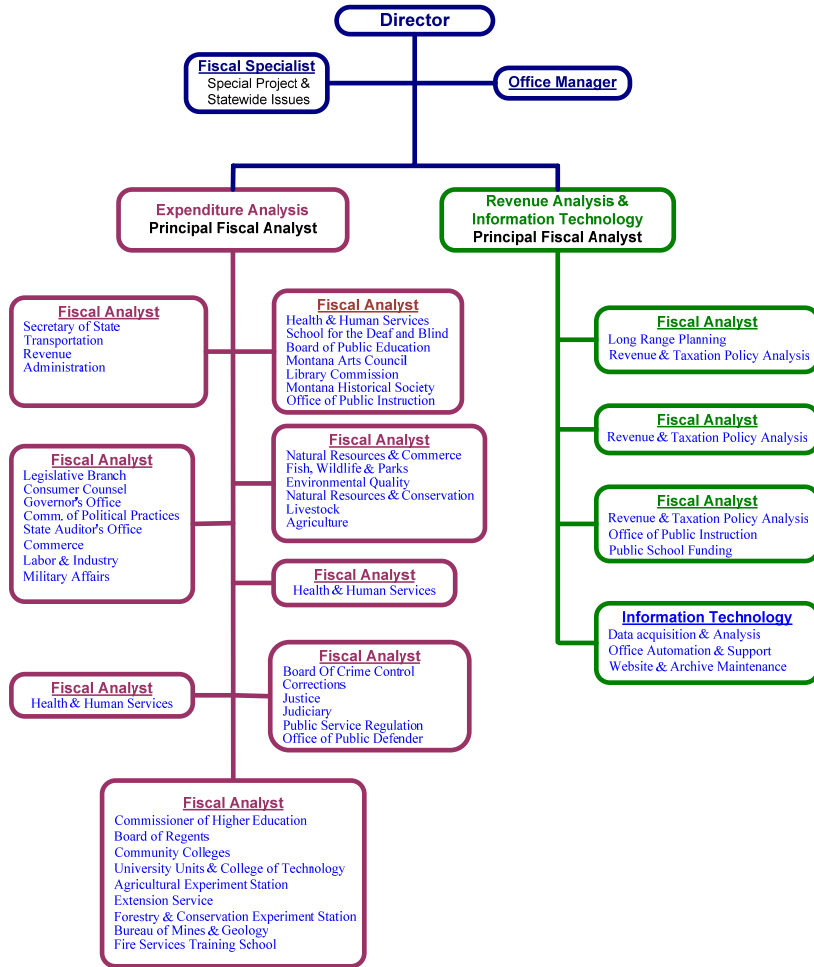 Director
Fiscal Specialist
Special Project &
Statewide Issues
Office Manager
Expenditure Analysis
Principal Fiscal Analyst
Revenue Analysis &
Information Technology
Principal Fiscal Analyst
Fiscal Analyst
Secretary of State
Transportation
Revenue
Administration
Fiscal Analyst
Health & Human Services
School for the Deaf and Blind
Board of Public Education
Montana Arts Council
Library Commission
Montana Historical Society
Office of Public Instruction
Fiscal Analyst
Legislative Branch
Consumer Counsel
Governor's Office
Comm. of Political Practices
State Auditor's Office
Commerce
Labor & Industry
Military Affairs
Fiscal Analyst
Natural Resources & Commerce
Fish, Wildlife & Parks
Environmental Quality
Natural Resources & Conservation
Livestock
Agriculture
Fiscal Analyst
Health & Human Services
Fiscal Analyst
Health & Human Services
Fiscal Analyst
Board Of Crime Control
Corrections
Justice
Judiciary
Public Service Regulation
Office of Public Defender
Fiscal Analyst
Commissioner of Higher Education
Board of Regents
Community Colleges
University Units & College of Technology
Agricultural Experiment Station
Extension Service
Forestry & Conservation Experiment Station
Bureau of Mines & Geology
Fire Services Training School
Fiscal Analyst
Long Range Planning
Revenue & Taxation Policy Analysis
Fiscal Analyst
Revenue & Taxation Policy Analysis
Fiscal Analyst
Revenue & Taxation Policy Analysis
Office of Public Instruction
Public School Funding
Information Technology
Data acquisition & Analysis
Office Automation & Support
Website & Archive Maintenance